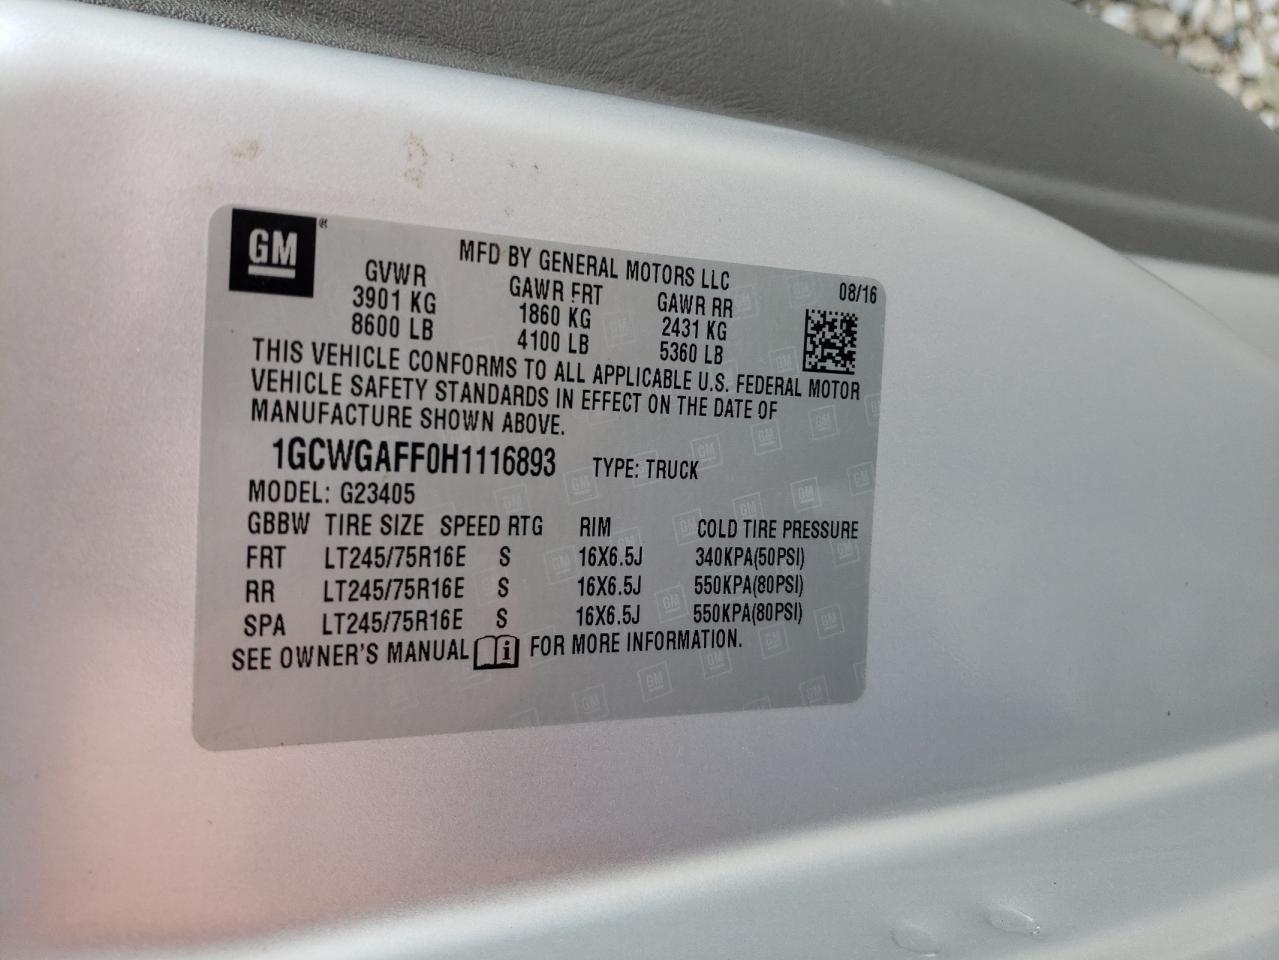 GM ®
MFD BY GENERAL MOTORS LLC
08/16
GVWR GAWR FRT GAWR RR
3901 KG 1860 KG 2431 KG
8600 LB 4100 LB 5360 LB
THIS VEHICLE CONFORMS TO ALL APPLICABLE U.S. FEDERAL MOTOR
VEHICLE SAFETY STANDARDS IN EFFECT ON THE DATE OF
MANUFACTURE SHOWN ABOVE.
1GCWGAFF0H1116893 TYPE: TRUCK
MODEL: G23405
GBBW TIRE SIZE SPEED RTG RIM COLD TIRE PRESSURE
FRT LT245/75R16E S 16X6.5J 340KPA(50PSI)
RR LT245/75R16E S 16X6.5J 550KPA(80PSI)
SPA LT245/75R16E S 16X6.5J 550KPA(80PSI)
SEE OWNER'S MANUAL i FOR MORE INFORMATION.